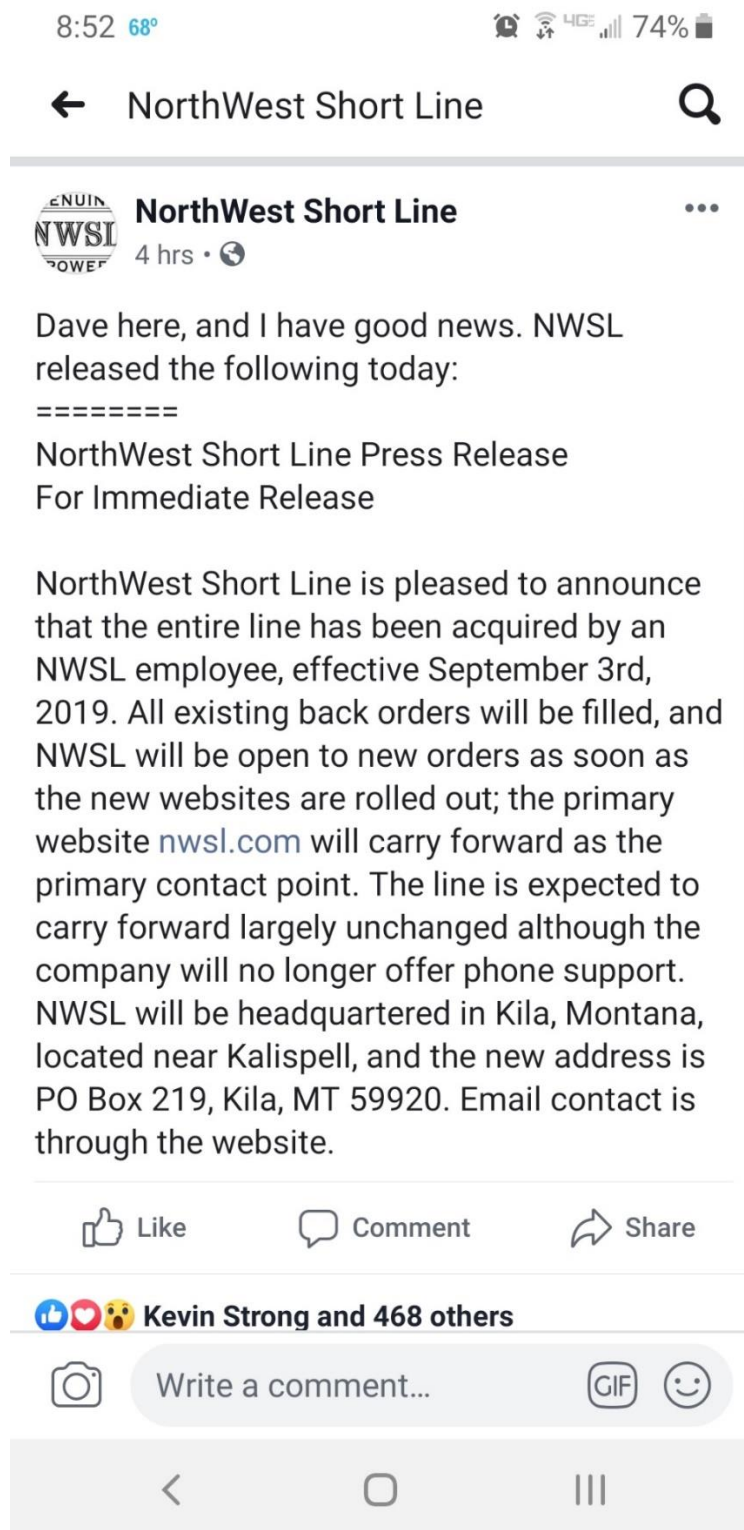 8:52 68° 4GE 74%
NorthWest Short Line
ENUIN
NWSL
POWER
NorthWest Short Line
4 hrs •
Dave here, and I have good news. NWSL
released the following today:
========
NorthWest Short Line Press Release
For Immediate Release
NorthWest Short Line is pleased to announce
that the entire line has been acquired by an
NWSL employee, effective September 3rd,
2019. All existing back orders will be filled, and
NWSL will be open to new orders as soon as
the new websites are rolled out; the primary
website nwsl.com will carry forward as the
primary contact point. The line is expected to
carry forward largely unchanged although the
company will no longer offer phone support.
NWSL will be headquartered in Kila, Montana,
located near Kalispell, and the new address is
PO Box 219, Kila, MT 59920. Email contact is
through the website.
Like Comment Share
Kevin Strong and 468 others
Write a comment... GIF